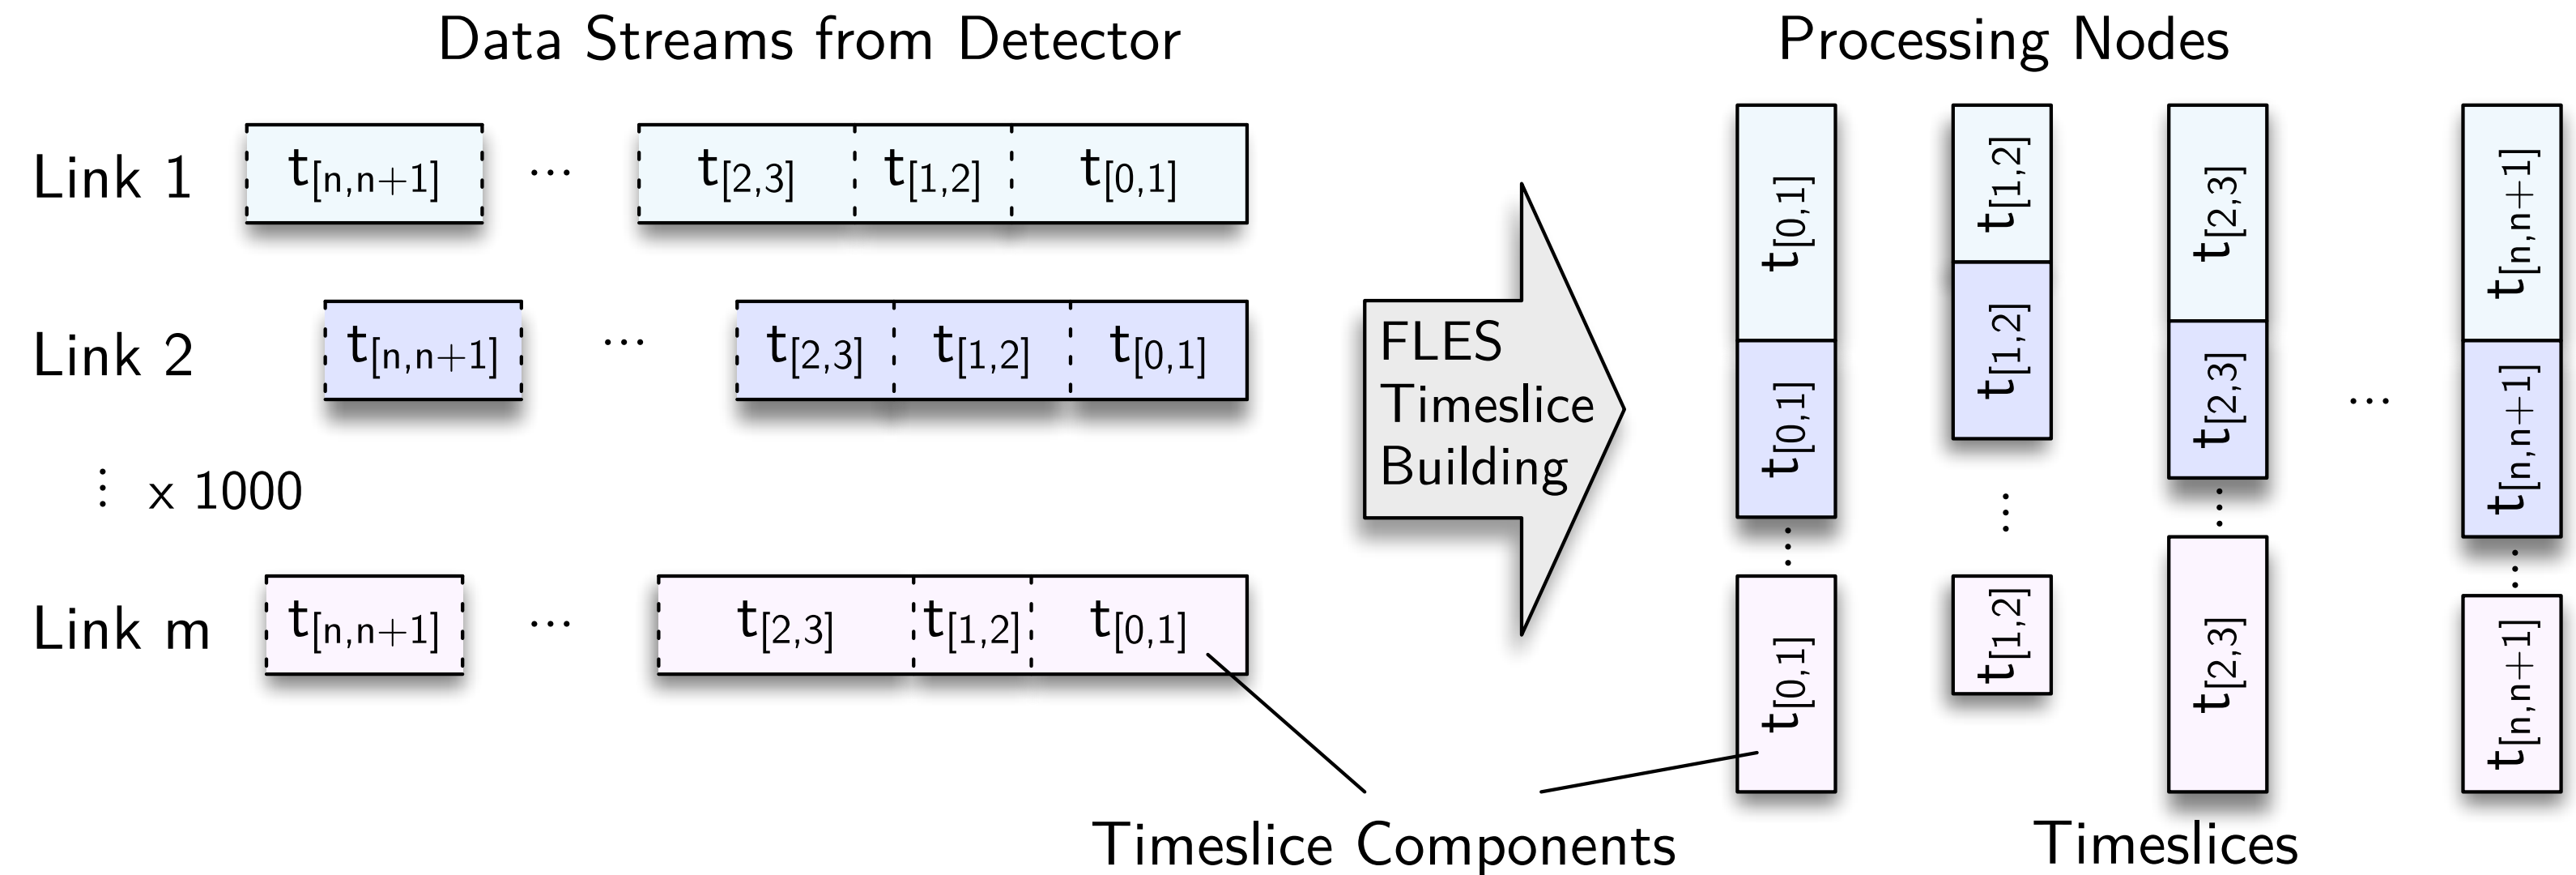 Data Streams from Detector
Processing Nodes
Link 1
t[n,n+1] ... t[2,3] t[1,2] t[0,1]
Link 2
t[n,n+1] ... t[2,3] t[1,2] t[0,1]
⋮ x 1000
Link m
t[n,n+1] ... t[2,3] t[1,2] t[0,1]
FLES
Timeslice
Building
t[0,1] t[1,2] t[2,3] t[n,n+1]
t[0,1] t[1,2] t[2,3] ... t[n,n+1]
⋮ ⋮ ⋮ ⋮
t[0,1] t[1,2] t[2,3] t[n,n+1]
Timeslice Components
Timeslices